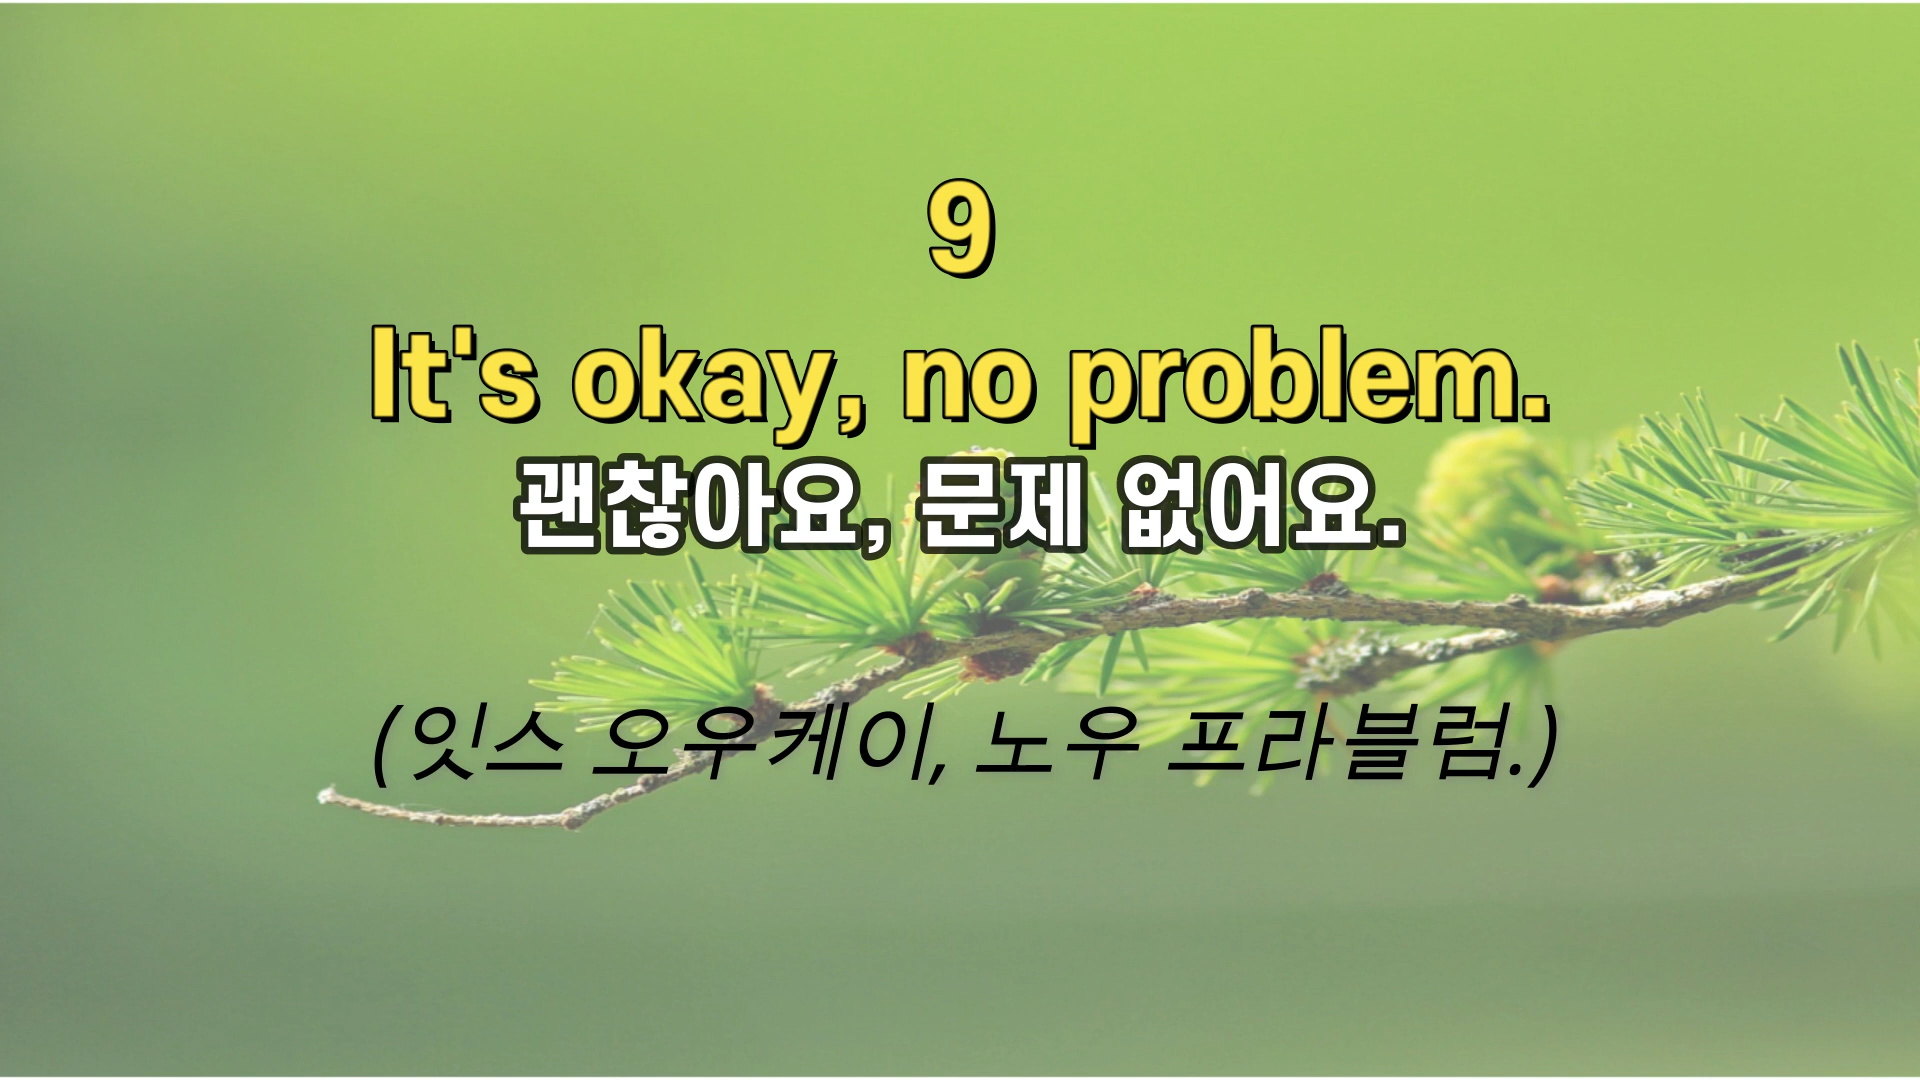 9
It's okay, no problem.
괜찮아요, 문제 없어요.
(잇스 오우케이, 노우 프라블럼.)